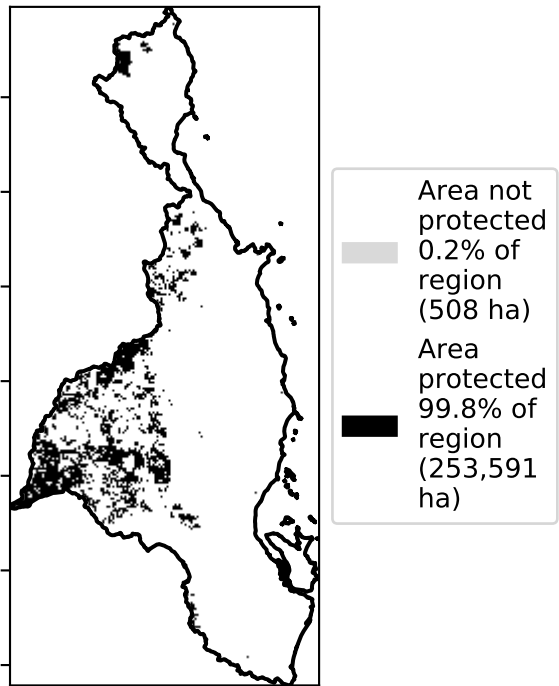 Area not
protected
0.2% of
region
(508 ha)
Area
protected
99.8% of
region
(253,591
ha)